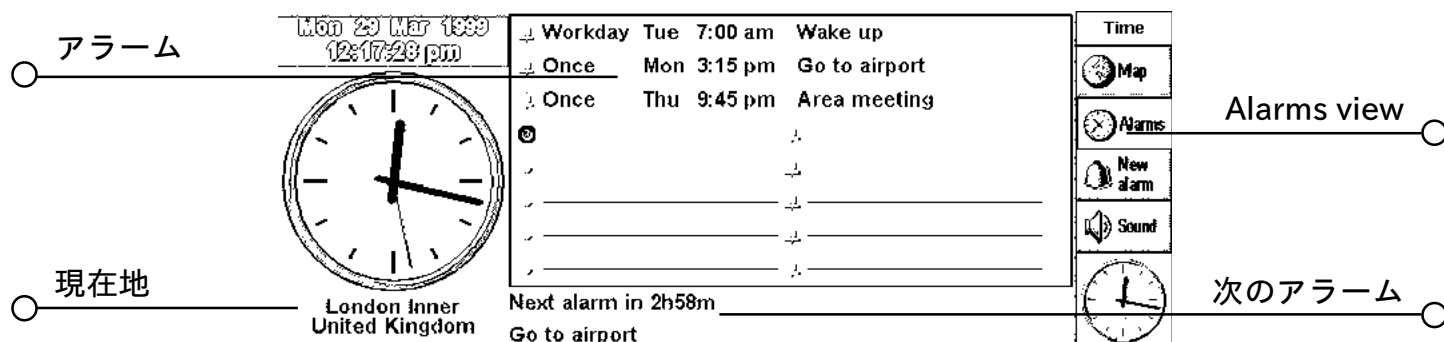 アラーム
現在地
Mon 29 Mar 1999
12:17:28 pm
London Inner
United Kingdom
Workday Tue 7:00 am Wake up
Once Mon 3:15 pm Go to airport
Once Thu 9:45 pm Area meeting
Next alarm in 2h58m
Go to airport
Time
Map
Alarms
New
alarm
Sound
Alarms view
次のアラーム